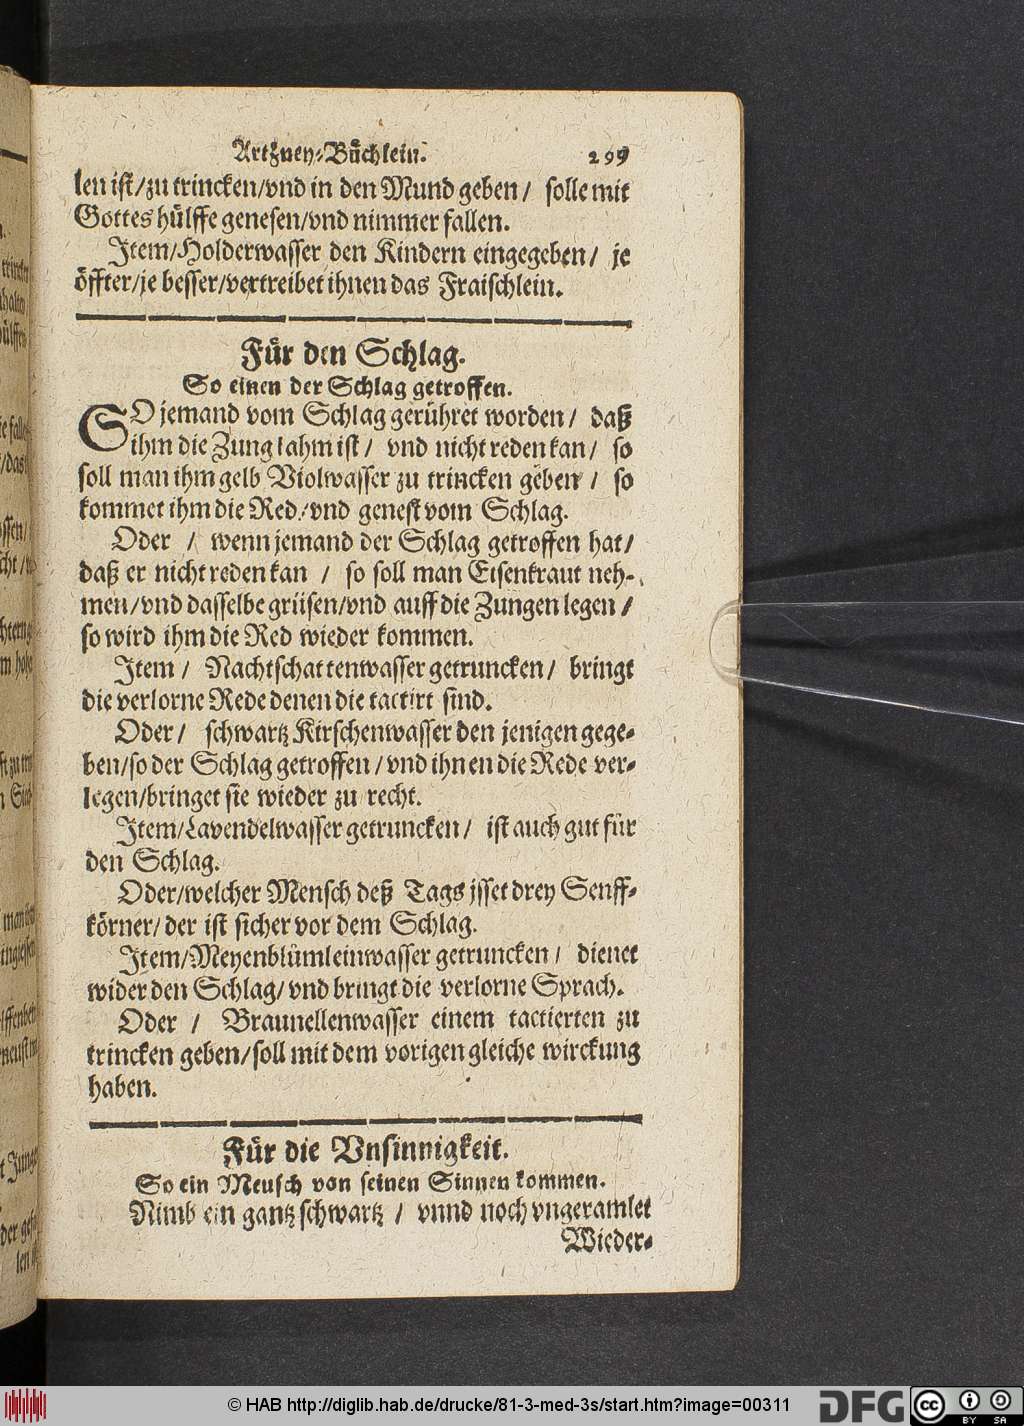 Artzney-Büchlein. 299
len ist/zu trincken/vnd in den Mund geben / solle mit
Gottes hülffe genesen/vnd nimmer fallen.
Item/Holderwasser den Kindern eingegeben / je
öffter/je besser/vertreibet ihnen das Fraischlein.
Für den Schlag.
So einen der Schlag getroffen.
SO jemand vom Schlag gerühret worden / daß
ihm die Zung lahm ist / vnd nicht reden kan / so
soll man ihm gelb Violwasser zu trincken geben / so
kommet ihm die Red/vnd genest vom Schlag.
Oder / wenn jemand der Schlag getroffen hat/
daß er nicht reden kan / so soll man Eisenkraut neh-
men/vnd dasselbe grüsen/vnd auff die Zungen legen /
so wird ihm die Red wieder kommen.
Item / Nachtschattenwasser getruncken / bringt
die verlorne Rede denen die tactirt sind.
Oder / schwartz Kirschenwasser den jenigen gege-
ben/so der Schlag getroffen / vnd ihnen die Rede ver-
legen/bringet sie wieder zu recht.
Item/Lavendelwasser getruncken / ist auch gut für
den Schlag.
Oder/welcher Mensch deß Tags isset drey Senff-
körner/ der ist sicher vor dem Schlag.
Item/Meyenblümleinwasser getruncken / dienet
wider den Schlag/ vnd bringt die verlorne Sprach.
Oder / Braunellenwasser einem tactierten zu
trincken geben/soll mit dem vorigen gleiche wirckung
haben.
Für die Vnsinnigkeit.
So ein Meusch von seinen Sinnen kommen.
Nimb ein gantz schwartz / vnnd noch vngeramlet
Wieder-
© HAB http://diglib.hab.de/drucke/81-3-med-3s/start.htm?image=00311
DFG cc BY SA